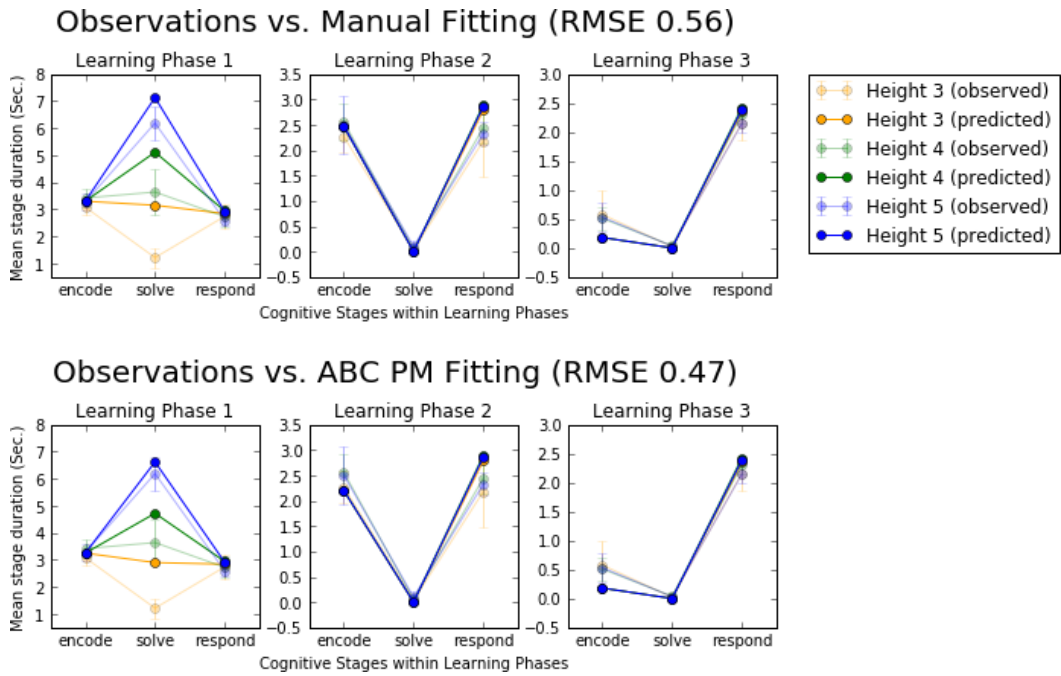 Observations vs. Manual Fitting (RMSE 0.56)
Learning Phase 1
Learning Phase 2
Learning Phase 3
Mean stage duration (Sec.)
8
7
6
5
4
3
2
1
3.5
3.0
2.5
2.0
1.5
1.0
0.5
0.0
−0.5
3.0
2.5
2.0
1.5
1.0
0.5
0.0
−0.5
encode solve respond
encode solve respond
encode solve respond
Cognitive Stages within Learning Phases
Height 3 (observed)
Height 3 (predicted)
Height 4 (observed)
Height 4 (predicted)
Height 5 (observed)
Height 5 (predicted)
Observations vs. ABC PM Fitting (RMSE 0.47)
Learning Phase 1
Learning Phase 2
Learning Phase 3
Mean stage duration (Sec.)
8
7
6
5
4
3
2
1
3.5
3.0
2.5
2.0
1.5
1.0
0.5
0.0
−0.5
3.0
2.5
2.0
1.5
1.0
0.5
0.0
−0.5
encode solve respond
encode solve respond
encode solve respond
Cognitive Stages within Learning Phases